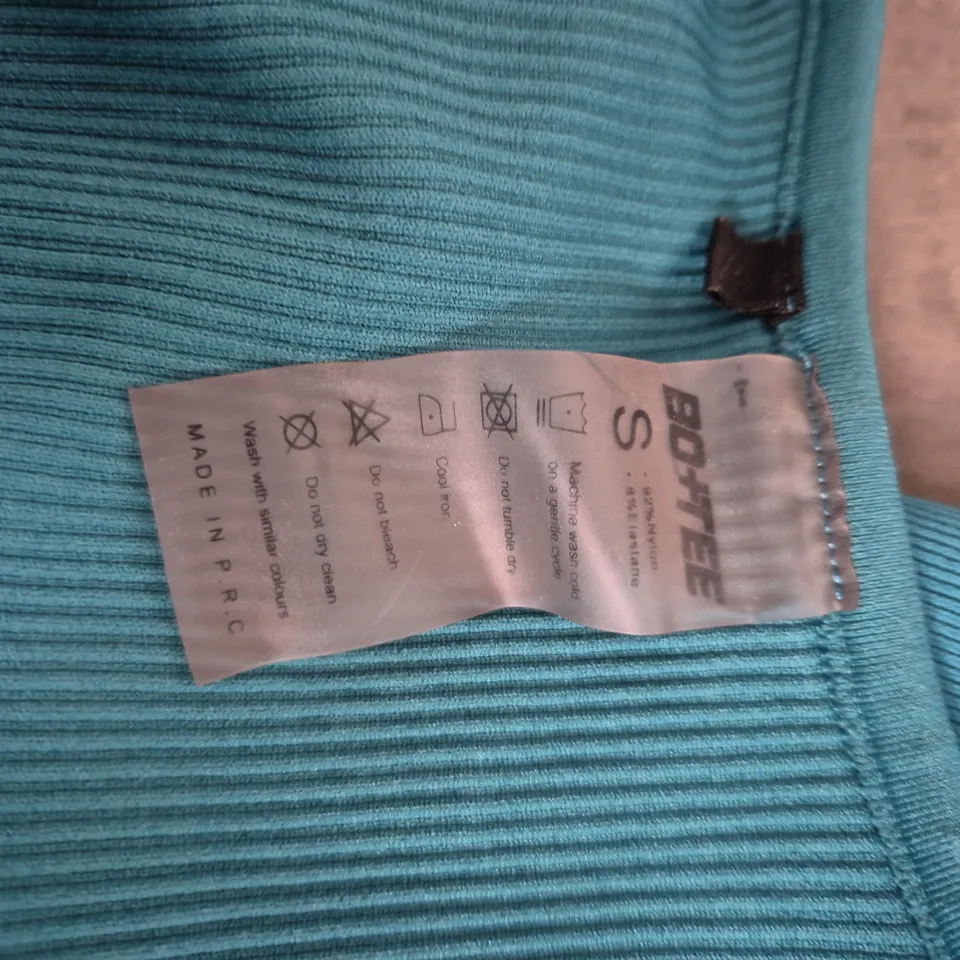 BO+TEE
S : 92%Nylon
: 8%Elastane
Machine wash cold
on a gentle cycle
Do not tumble dry
Cool iron
Do not bleach
Do not dry clean
Wash with similar colours
MADE IN P.R.C